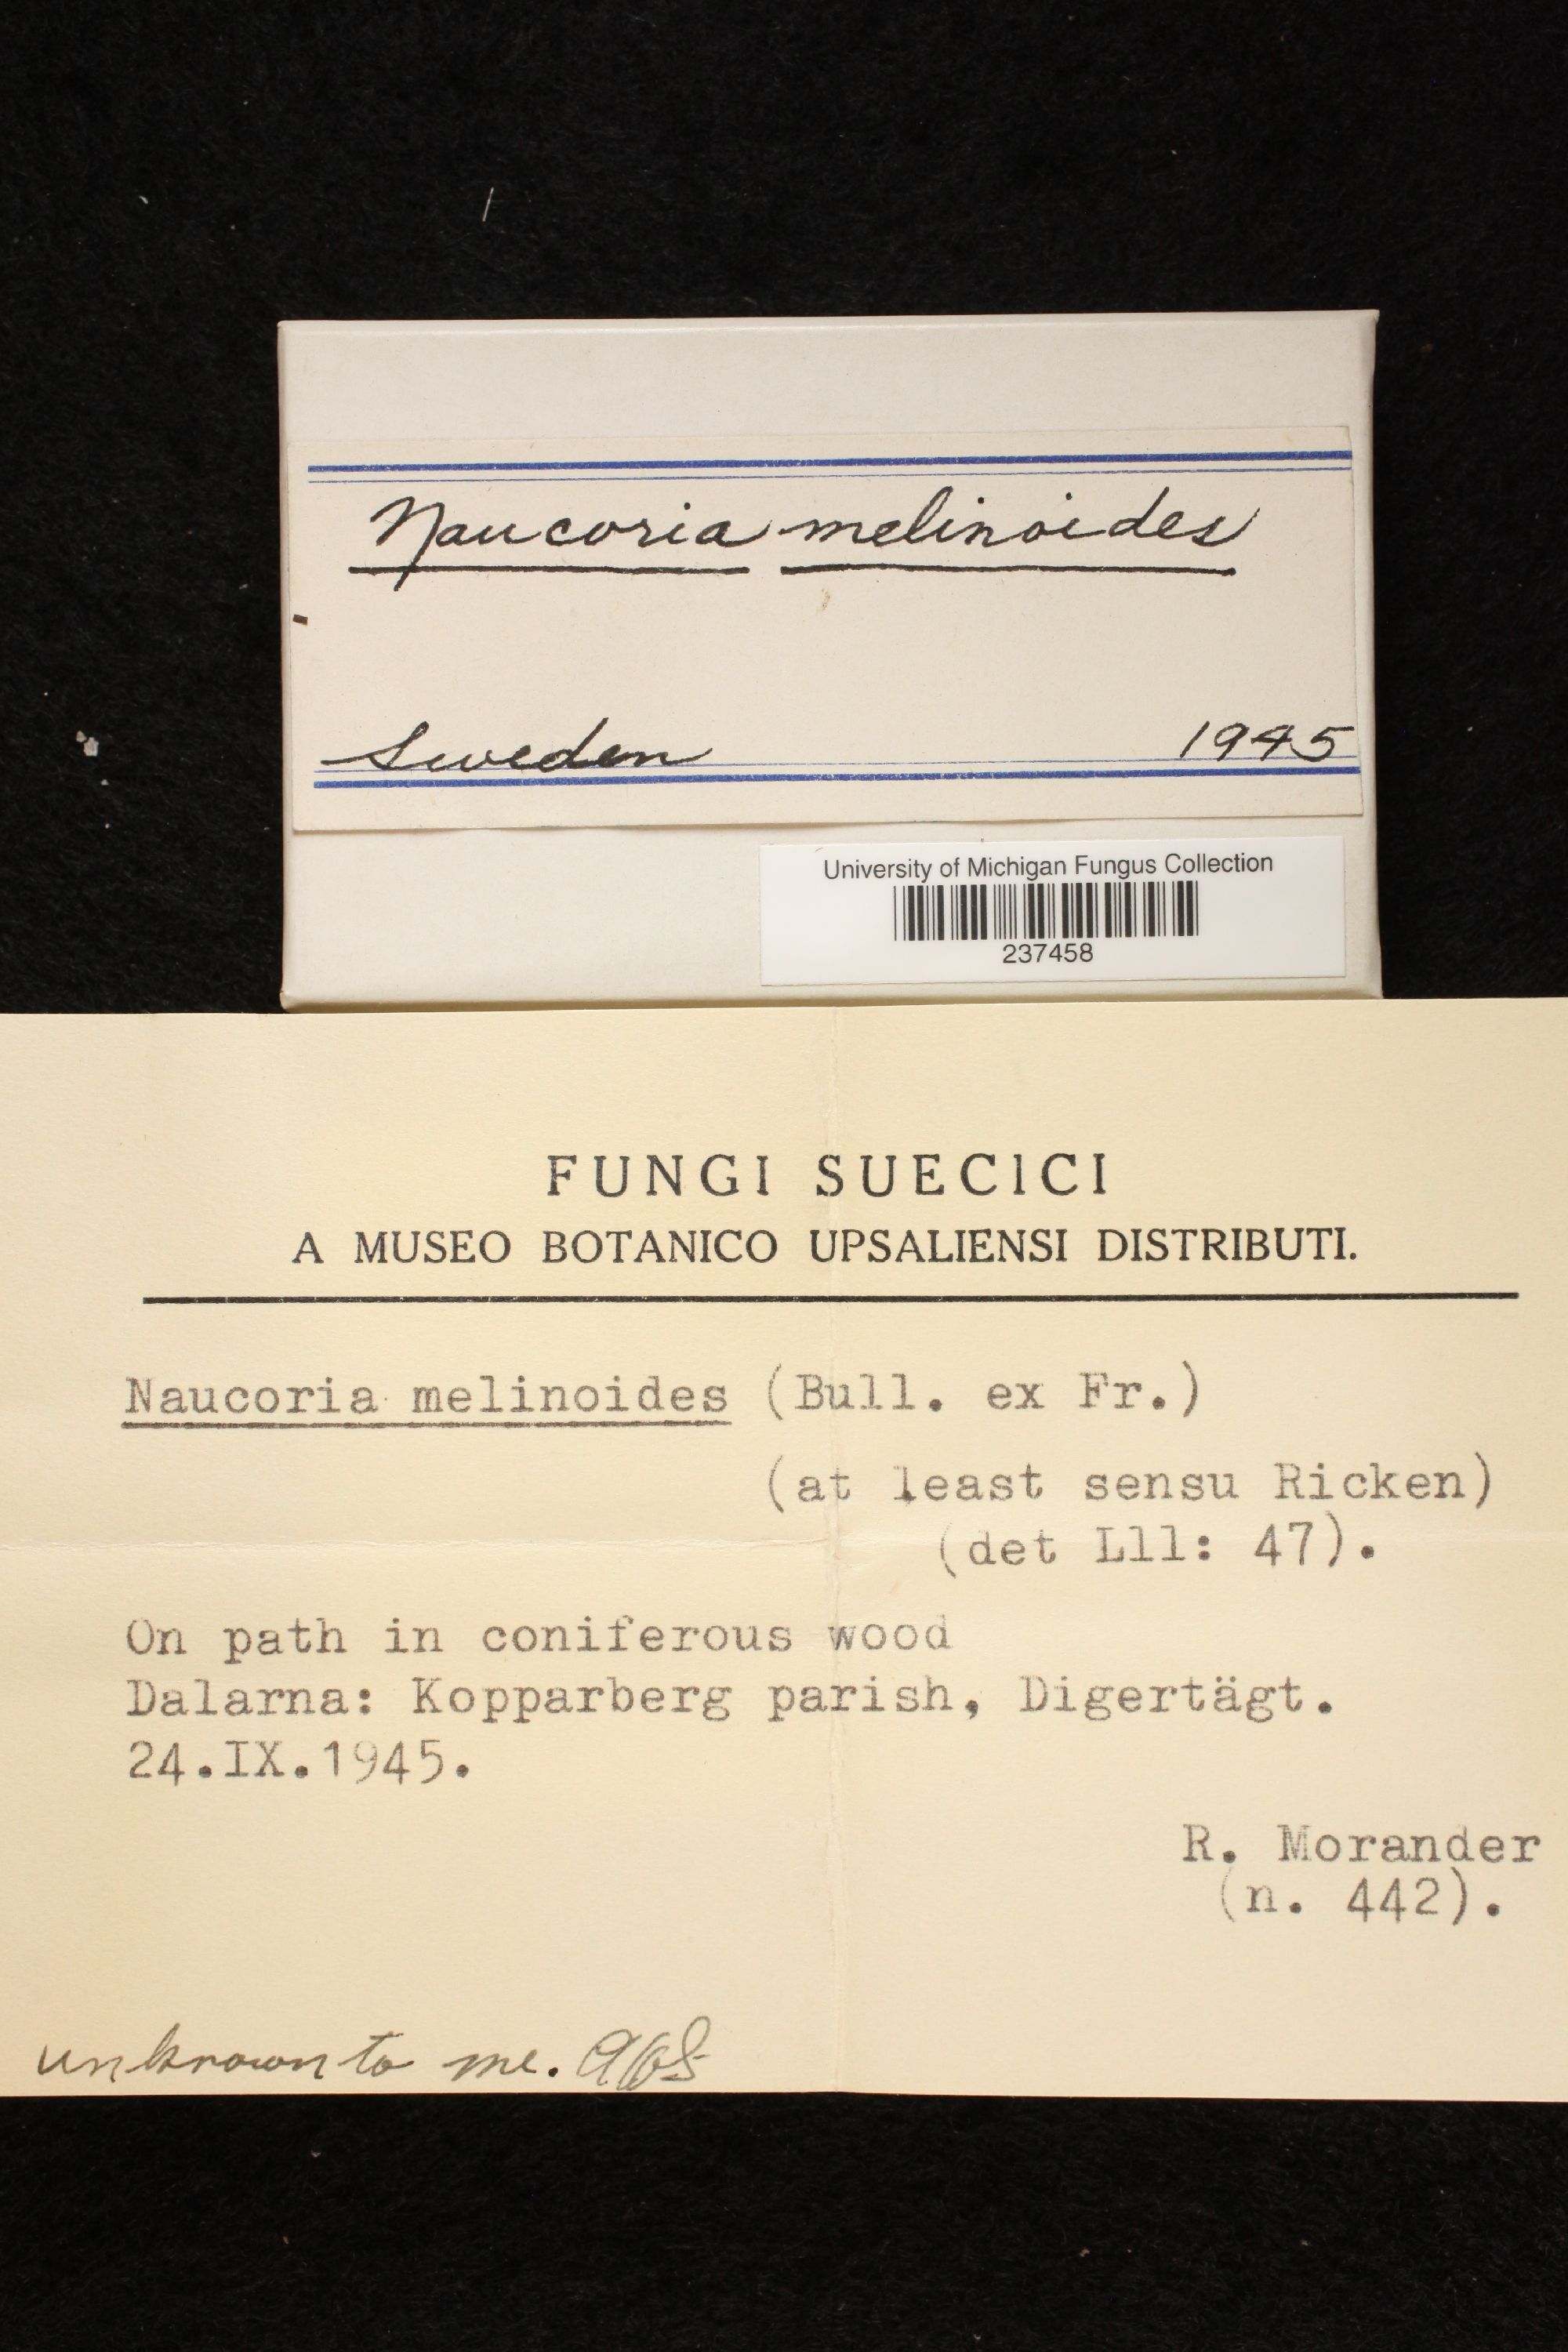 Naucoria melinoides
Sweden 1945
University of Michigan Fungus Collection
237458
FUNGI SUECICI
A MUSEO BOTANICO UPSALIENSI DISTRIBUTI.
Naucoria melinoides (Bull. ex Fr.)
(at least sensu Ricken)
(det Lll: 47).
On path in coniferous wood
Dalarna: Kopparberg parish, Digertägt.
24.IX.1945.
R. Morander
(n. 442).
unknown to me. AHS